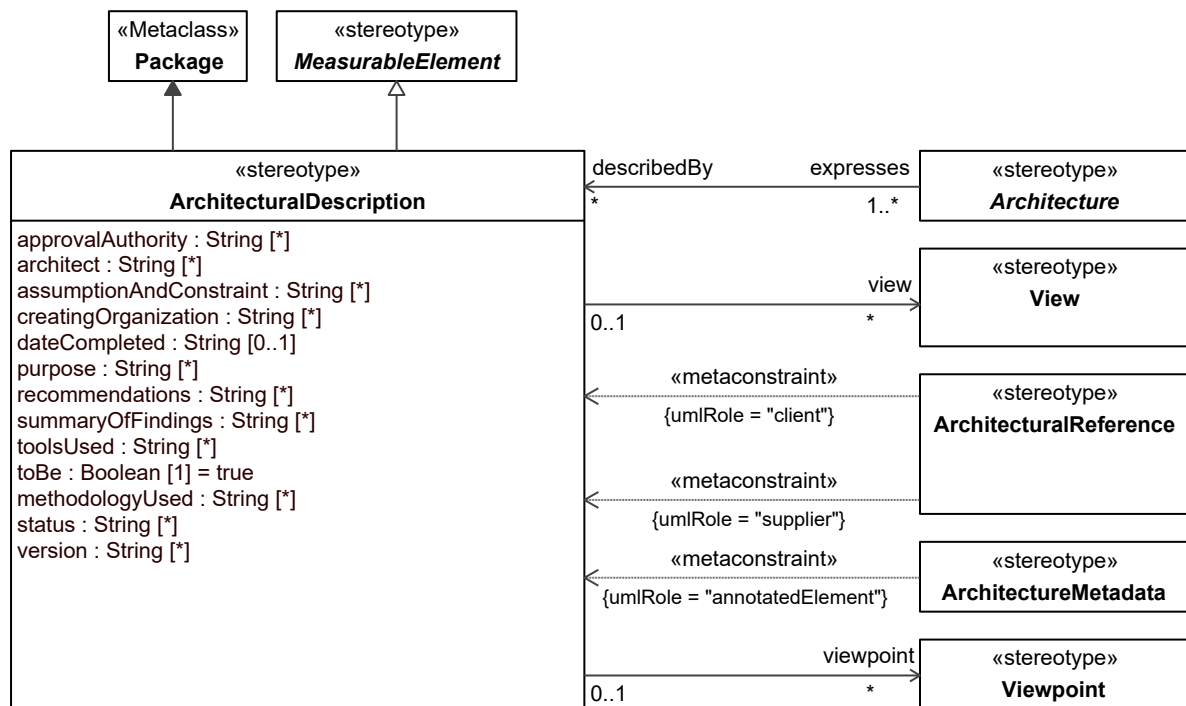 «Metaclass»
Package
«stereotype»
MeasurableElement
«stereotype»
ArchitecturalDescription
approvalAuthority : String [*]
architect : String [*]
assumptionAndConstraint : String [*]
creatingOrganization : String [*]
dateCompleted : String [0..1]
purpose : String [*]
recommendations : String [*]
summaryOfFindings : String [*]
toolsUsed : String [*]
toBe : Boolean [1] = true
methodologyUsed : String [*]
status : String [*]
version : String [*]
describedBy
expresses
*
1..*
«stereotype»
Architecture
view
0..1
*
«stereotype»
View
«metaconstraint»
{umlRole = "client"}
«metaconstraint»
{umlRole = "supplier"}
«stereotype»
ArchitecturalReference
«metaconstraint»
{umlRole = "annotatedElement"}
«stereotype»
ArchitectureMetadata
viewpoint
0..1
*
«stereotype»
Viewpoint